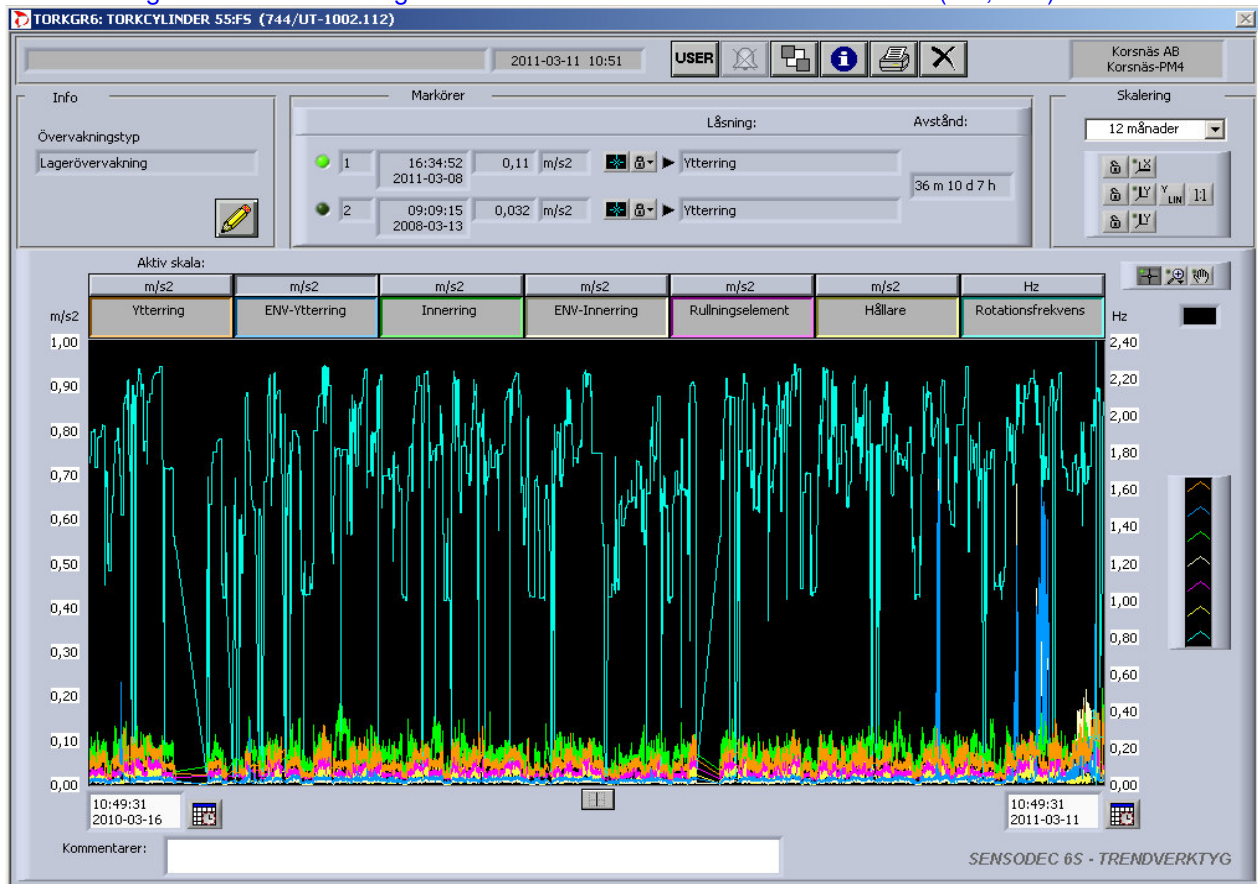 TORKGR6: TORKCYLINDER 55:FS (744/UT-1002.112)
2011-03-11 10:51
USER
Korsnäs AB
Korsnäs-PM4
Info
Övervakningstyp
Lagerövervakning
Markörer
Låsning:
Avstånd:
1
16:34:52
2011-03-08
0,11
m/s2
Ytterring
2
09:09:15
2008-03-13
0,032
m/s2
Ytterring
36 m 10 d 7 h
Skalering
12 månader
X
Y
Y LIN
1:1
Y
Aktiv skala:
m/s2 m/s2 m/s2 m/s2 m/s2 m/s2 Hz
Ytterring ENV-Ytterring Innerring ENV-Innerring Rullningselement Hållare Rotationsfrekvens
m/s2
1,00
0,90
0,80
0,70
0,60
0,50
0,40
0,30
0,20
0,10
0,00
Hz
2,40
2,20
2,00
1,80
1,60
1,40
1,20
1,00
0,80
0,60
0,40
0,20
0,00
10:49:31
2010-03-16
10:49:31
2011-03-11
Kommentarer:
SENSODEC 6S - TRENDVERKTYG